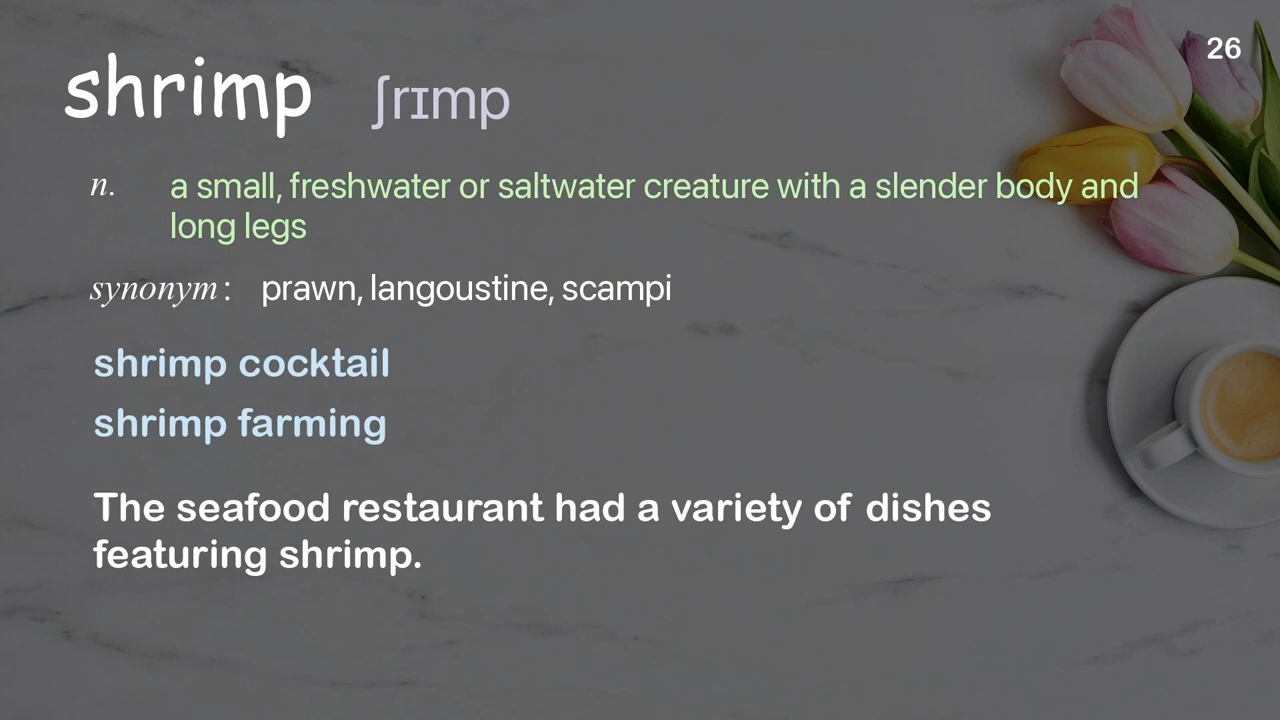 26
shrimp ʃrɪmp
n. a small, freshwater or saltwater creature with a slender body and
long legs
synonym: prawn, langoustine, scampi
shrimp cocktail
shrimp farming
The seafood restaurant had a variety of dishes
featuring shrimp.